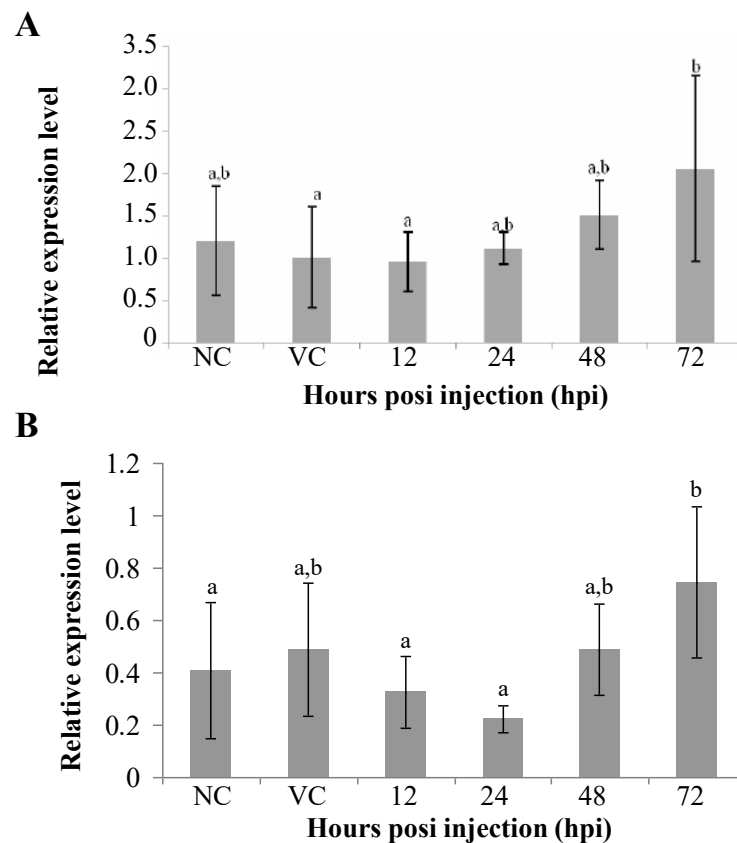 A
Relative expression level
3.5
2.0
2.5
2.0
1.5
1.0
0.5
0
a,b
a
a
a,b
a,b
b
NC VC 12 24 48 72
Hours posi injection (hpi)
B
Relative expression level
1.2
1
0.8
0.6
0.4
0.2
0
a
a,b
a
a
a,b
b
NC VC 12 24 48 72
Hours posi injection (hpi)